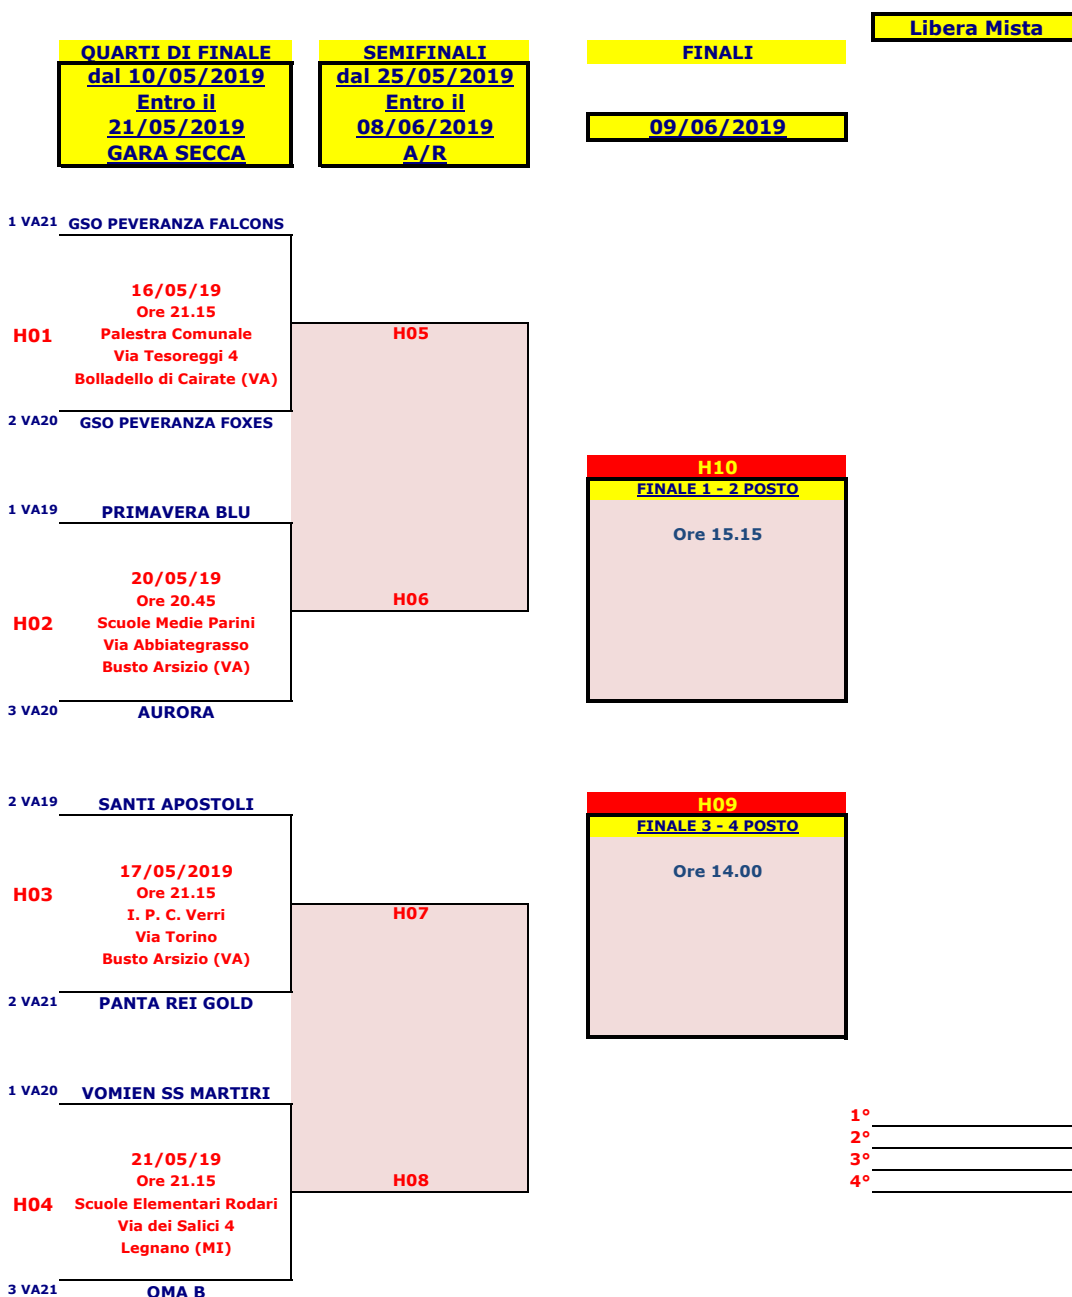 Libera Mista
QUARTI DI FINALE
dal 10/05/2019
Entro il
21/05/2019
GARA SECCA
SEMIFINALI
dal 25/05/2019
Entro il
08/06/2019
A/R
FINALI
09/06/2019
1 VA21 GSO PEVERANZA FALCONS
H01
16/05/19
Ore 21.15
Palestra Comunale
Via Tesoreggi 4
Bolladello di Cairate (VA)
2 VA20 GSO PEVERANZA FOXES
H05
1 VA19 PRIMAVERA BLU
H02
20/05/19
Ore 20.45
Scuole Medie Parini
Via Abbiategrasso
Busto Arsizio (VA)
3 VA20 AURORA
H06
H10
FINALE 1 - 2 POSTO
Ore 15.15
2 VA19 SANTI APOSTOLI
H03
17/05/2019
Ore 21.15
I. P. C. Verri
Via Torino
Busto Arsizio (VA)
2 VA21 PANTA REI GOLD
H07
H09
FINALE 3 - 4 POSTO
Ore 14.00
1 VA20 VOMIEN SS MARTIRI
H04
21/05/19
Ore 21.15
Scuole Elementari Rodari
Via dei Salici 4
Legnano (MI)
3 VA21 OMA B
H08
1°
2°
3°
4°